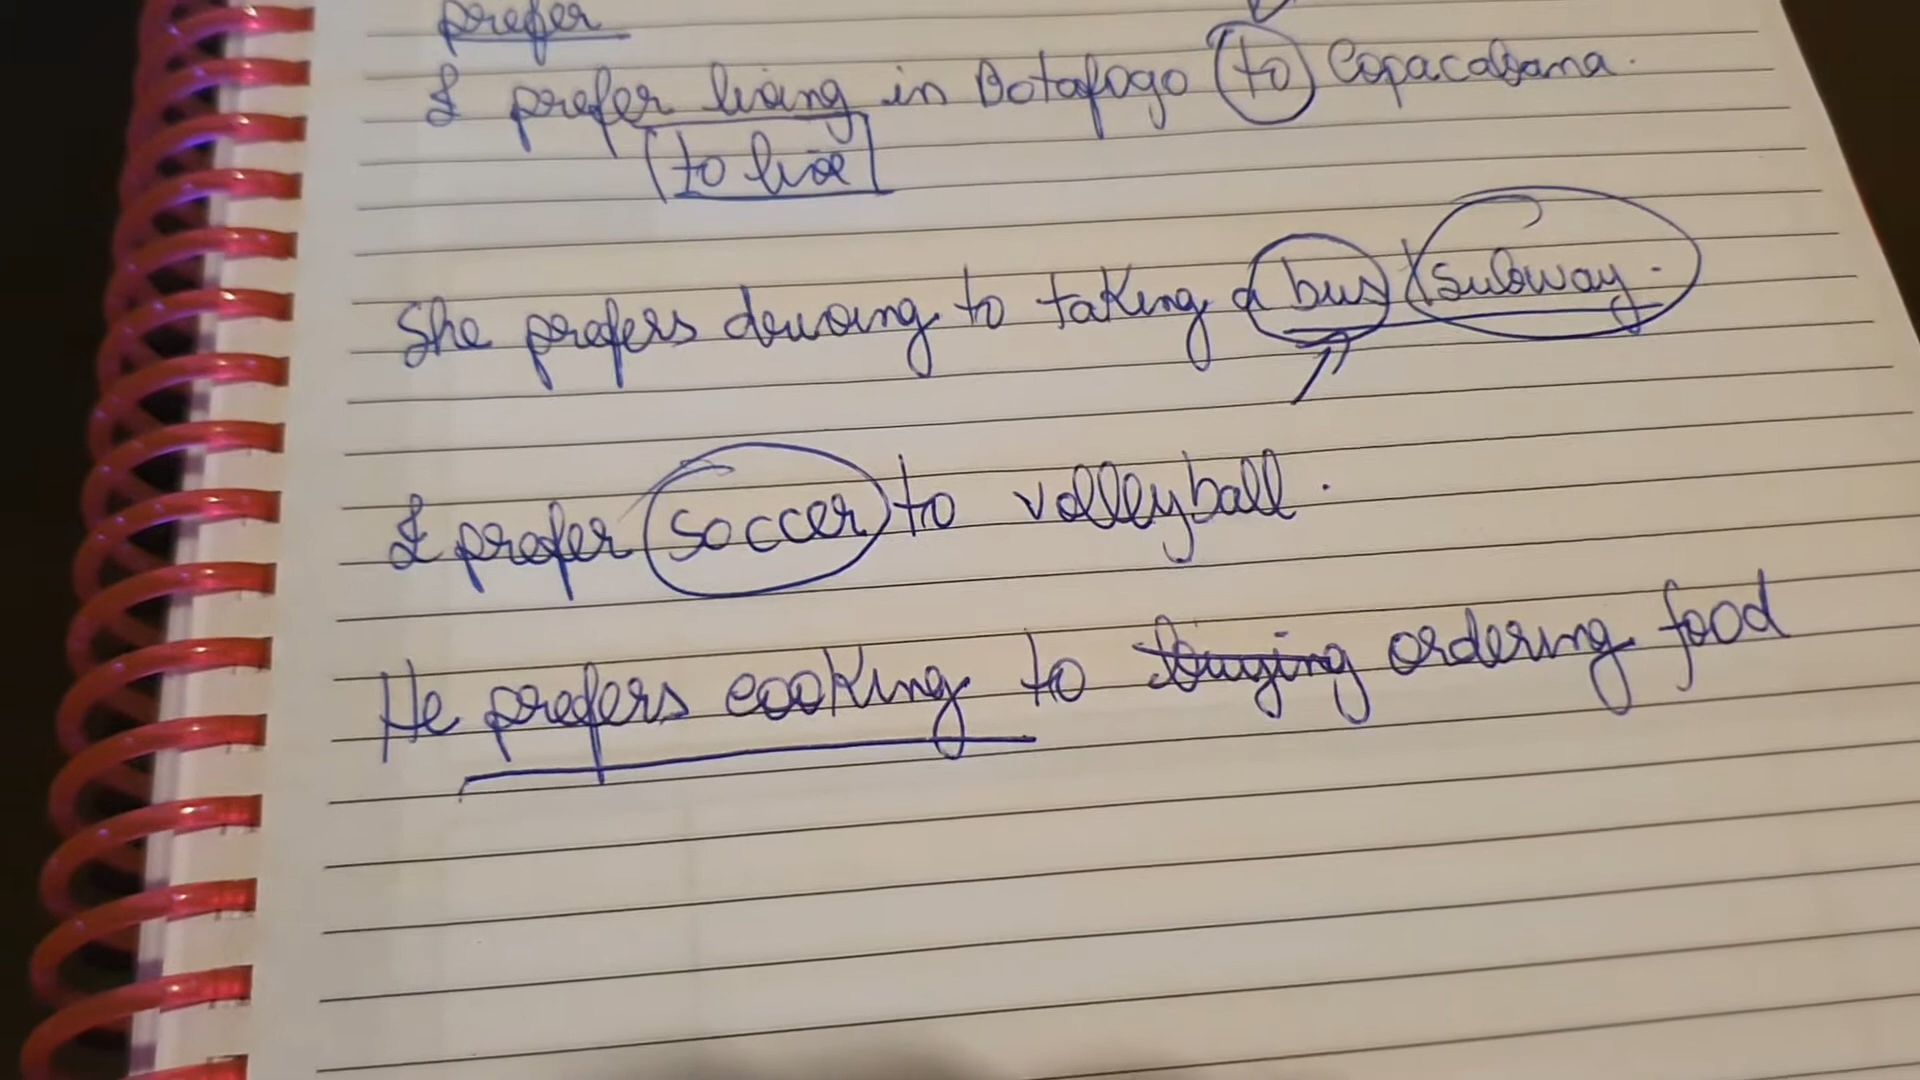 prefer
I prefer living in Botafogo to Copacabana.
to live
She prefers driving to taking a bus/subway.
I prefer soccer to volleyball.
He prefers cooking to buying ordering food